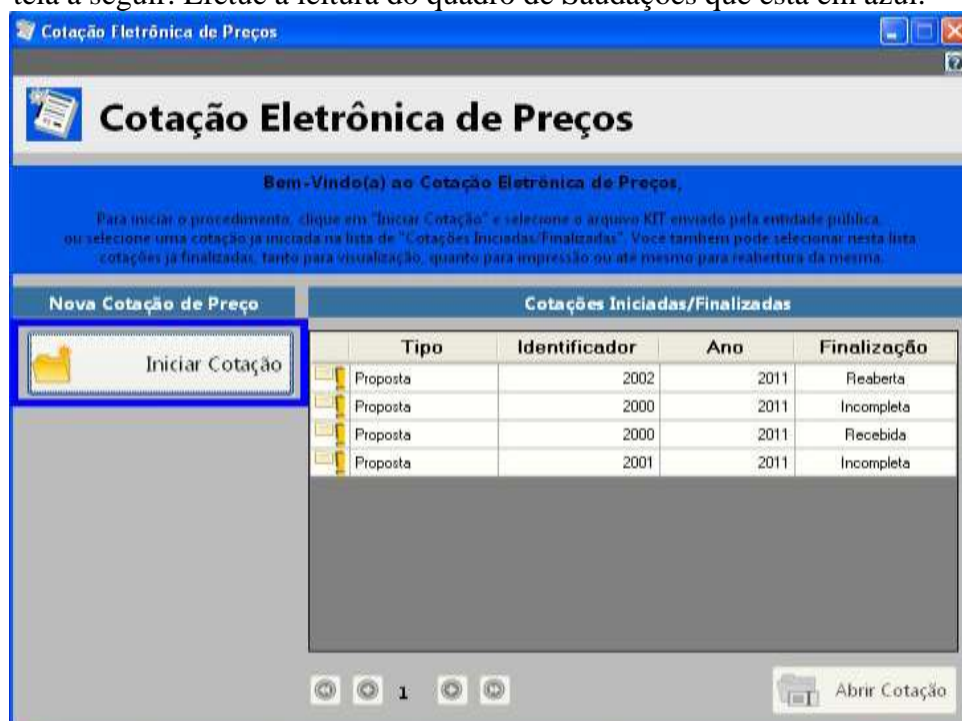 tela a seguir. Efetue a leitura do quadro de Saudações que está em azul.
Cotação Eletrônica de Preços
Cotação Eletrônica de Preços
Bem-Vindo(a) ao Cotação Eletrônica de Preços,
Para iniciar o procedimento, clique em "Iniciar Cotação" e selecione o arquivo KIT enviado pela entidade pública,
ou selecione uma cotação já iniciada na lista de "Cotações Iniciadas/Finalizadas". Voce tambem pode selecionar nesta lista
cotações já finalizadas, tanto para visualização, quanto para impressão ou até mesmo para reabertura da mesma.
Nova Cotação de Preço
Cotações Iniciadas/Finalizadas
Iniciar Cotação
Tipo Identificador Ano Finalização
Proposta 2002 2011 Reaberta
Proposta 2000 2011 Incompleta
Proposta 2000 2011 Recebida
Proposta 2001 2011 Incompleta
1
Abrir Cotação